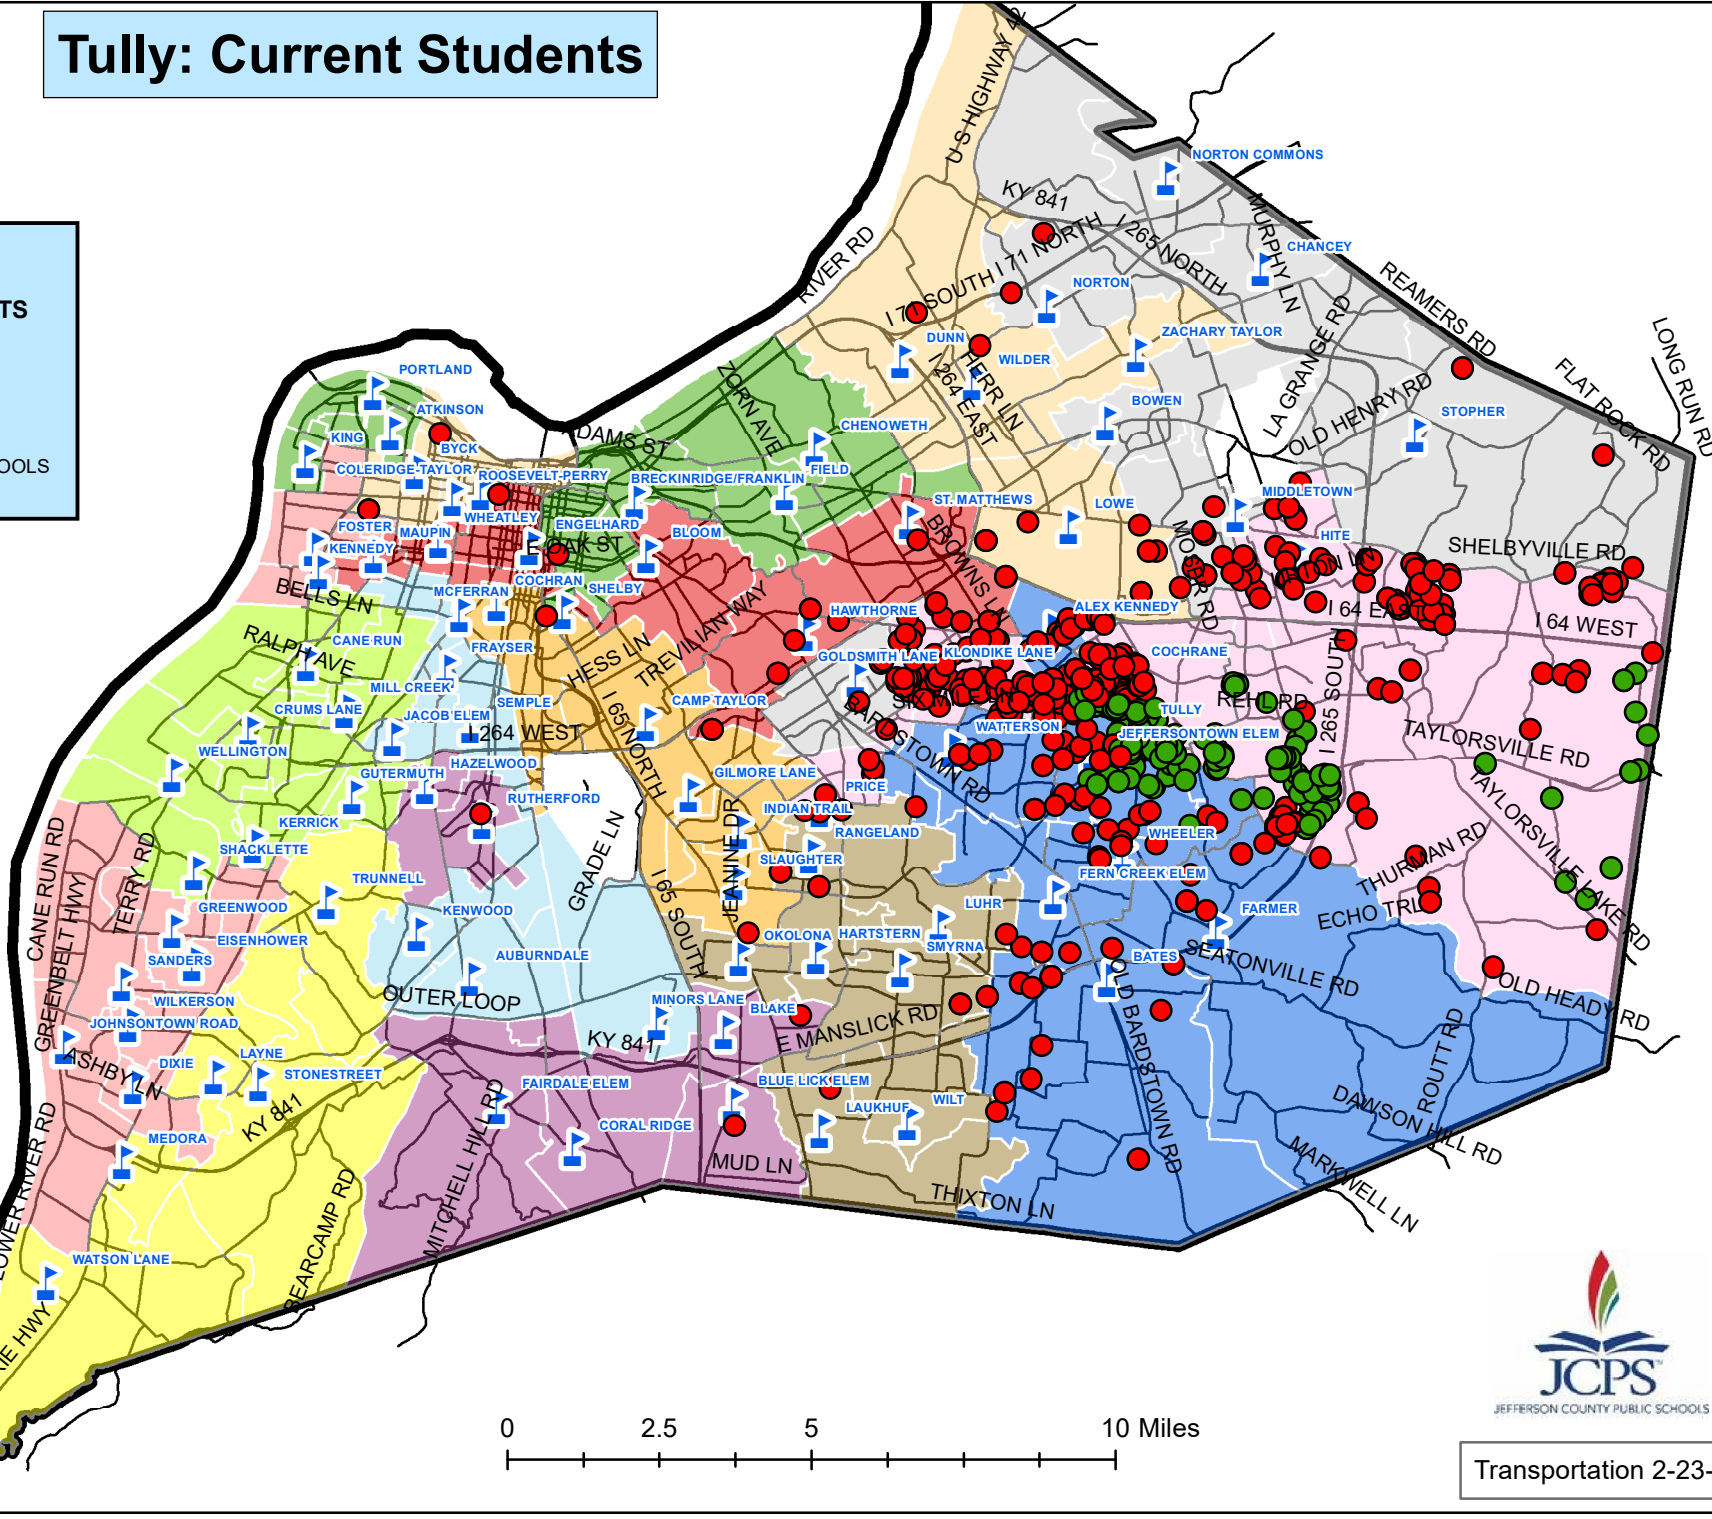 Tully: Current Students
TS
OOLS
U S HIGHWAY 42
NORTON COMMONS
KY 841
I 265 NORTH
MURPHY LN
CHANCEY
RIVER RD
I 71 SOUTH
I 71 NORTH
NORTON
REAMERS RD
LONG RUN RD
DUNN
WILDER
ZACHARY TAYLOR
HERR LN
I 264 EAST
LA GRANGE RD
OLD HENRY RD
FLAT ROCK RD
PORTLAND
ZORN AVE
BOWEN
STOPHER
ATKINSON
KING
BYCK
CHENOWETH
COLERIDGE-TAYLOR
ROOSEVELT-PERRY
BRECKINRIDGE/FRANKLIN
FIELD
ST. MATTHEWS
LOWE
MIDDLETOWN
FOSTER
MAUPIN
WHEATLEY
ENGELHARD
BLOOM
E OAK ST
BROWNS LN
MOSER RD
HITE
SHELBYVILLE RD
KENNEDY
BELLS LN
COCHRAN
SHELBY
MCFERRAN
HAWTHORNE
ALEX KENNEDY
I 64 EAST
I 64 WEST
RALPH AVE
CANE RUN
FRAYSER
HESS LN
TREVILIAN WAY
GOLDSMITH LANE
KLONDIKE LANE
COCHRANE
MILL CREEK
SEMPLE
I 65 NORTH
CAMP TAYLOR
CRUMS LANE
JACOB ELEM
I 264 WEST
BARDSTOWN RD
WATTERSON
TULLY
REHL RD
I 265 SOUTH
JEFFERSONTOWN ELEM
TAYLORSVILLE RD
WELLINGTON
GUTERMUTH
HAZELWOOD
RUTHERFORD
GILMORE LANE
PRICE
INDIAN TRAIL
RANGELAND
TAYLORSVILLE LAKE RD
CANE RUN RD
TERRY RD
KERRICK
SHACKLETTE
GRADE LN
JEANNE DR
SLAUGHTER
WHEELER
THURMAN RD
GREENBELT HWY
TRUNNELL
I 65 SOUTH
FERN CREEK ELEM
GREENWOOD
KENWOOD
LUHR
FARMER
ECHO TRL
EISENHOWER
OKOLONA
HARTSTERN
SMYRNA
SANDERS
AUBURNDALE
BATES
SEATONVILLE RD
OLD HEADY RD
WILKERSON
OUTER LOOP
MINORS LANE
BLAKE
E MANSLICK RD
OLD BARDSTOWN RD
JOHNSONTOWN ROAD
KY 841
ROUTT RD
ASHBY LN
DIXIE
LAYNE
STONESTREET
FAIRDALE ELEM
BLUE LICK ELEM
WILT
DAWSON HILL RD
KY 841
LAUKHUF
MEDORA
CORAL RIDGE
MITCHELL HILL RD
MUD LN
MARKWELL LN
LOWER RIVER RD
BEARCAMP RD
THIXTON LN
WATSON LANE
IE HWY
JCPS
JEFFERSON COUNTY PUBLIC SCHOOLS
0 2.5 5 10 Miles
Transportation 2-23-